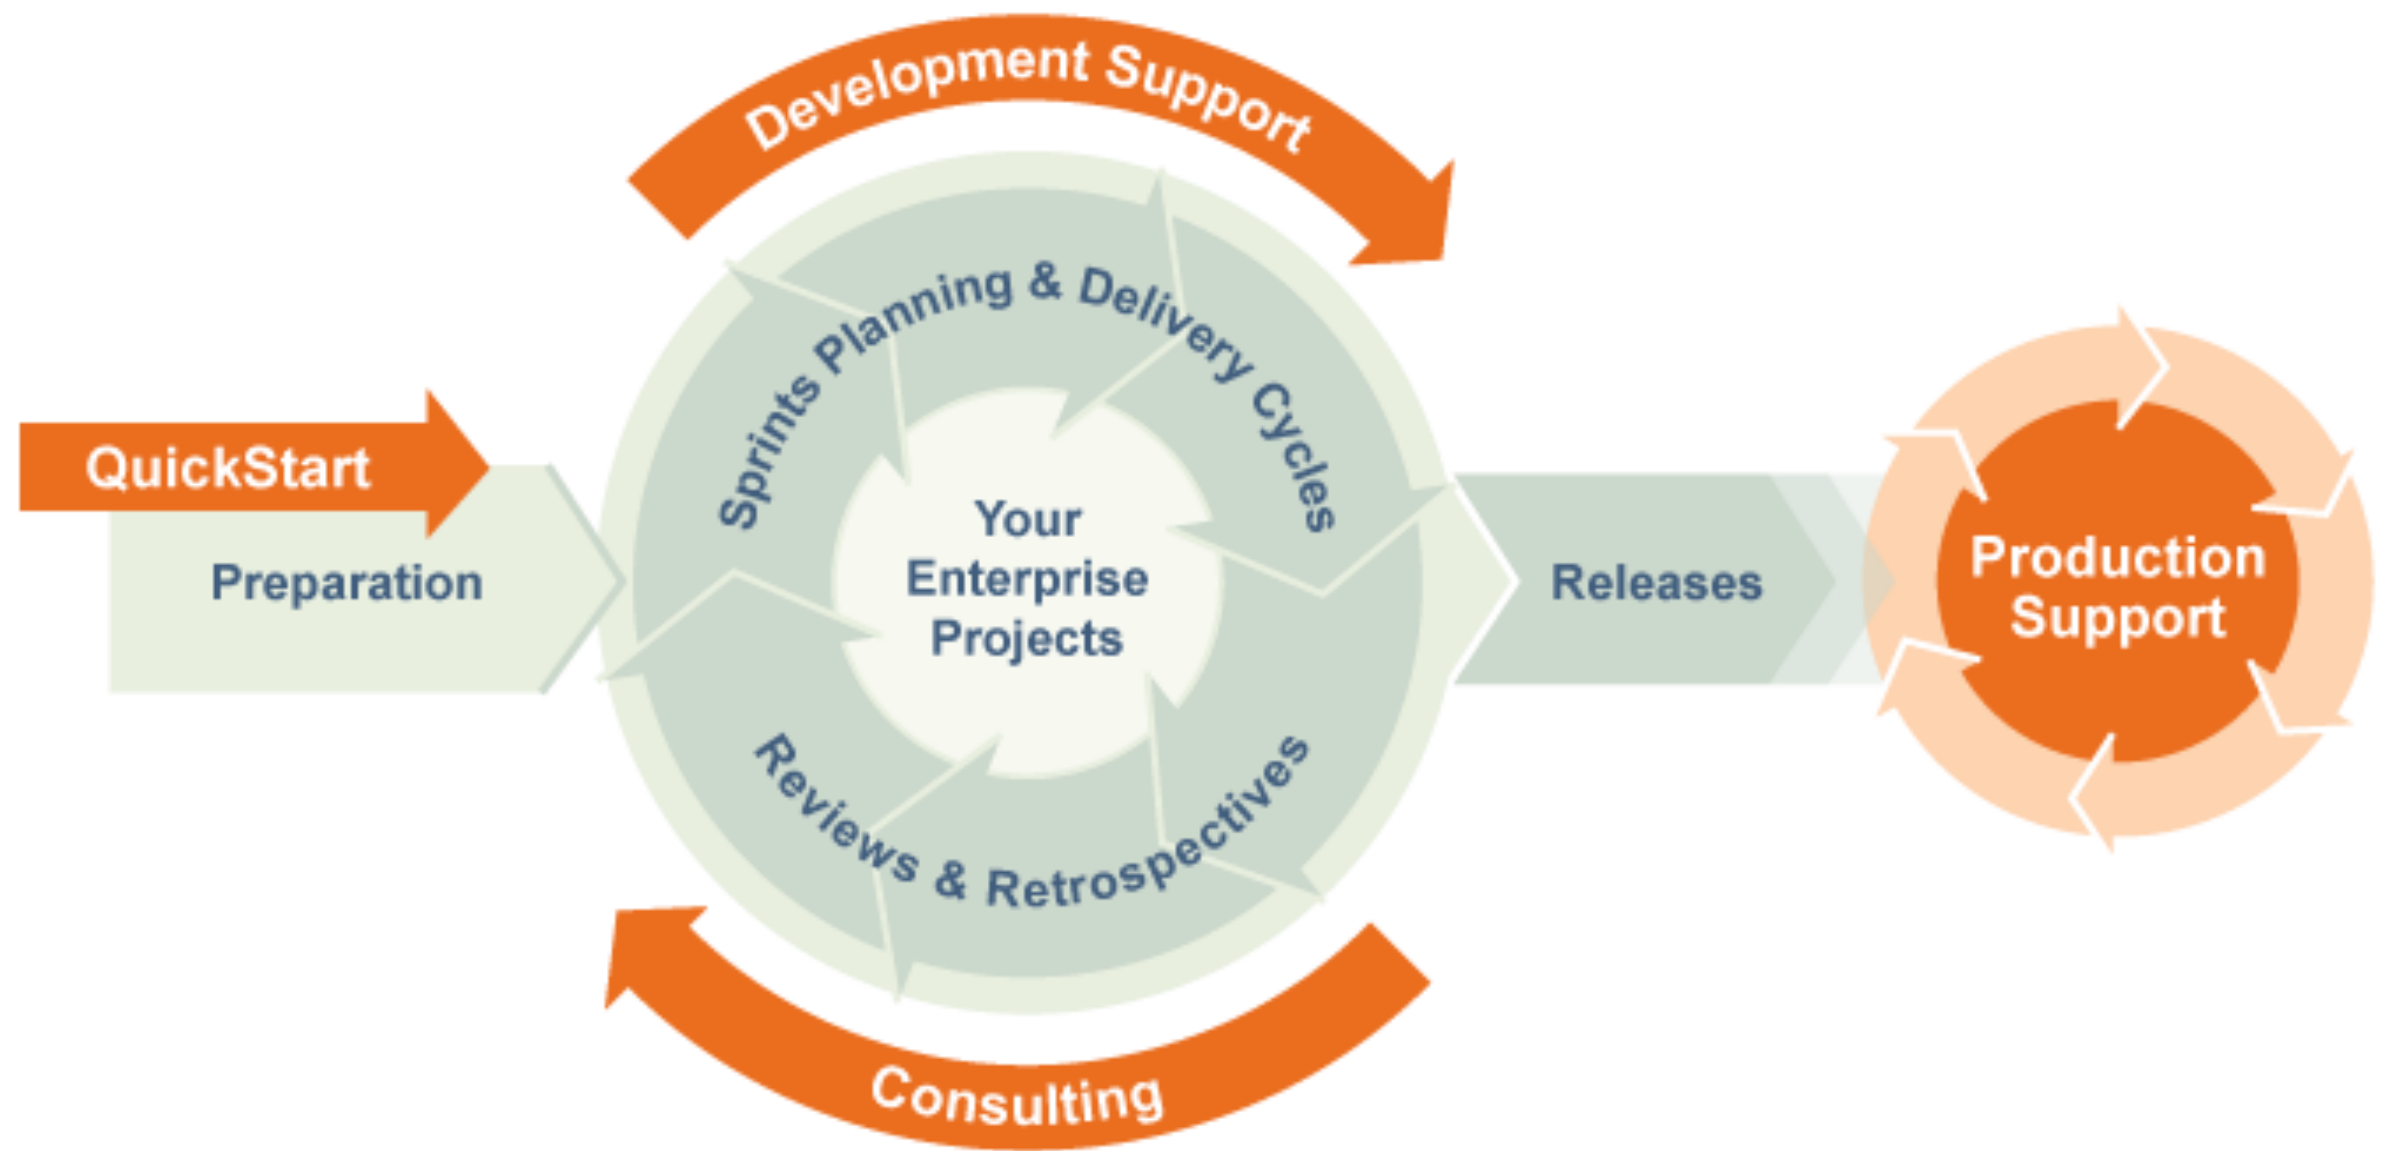 Development Support
Sprints Planning & Delivery Cycles
QuickStart
Preparation
Your
Enterprise
Projects
Releases
Production
Support
Reviews & Retrospectives
Consulting